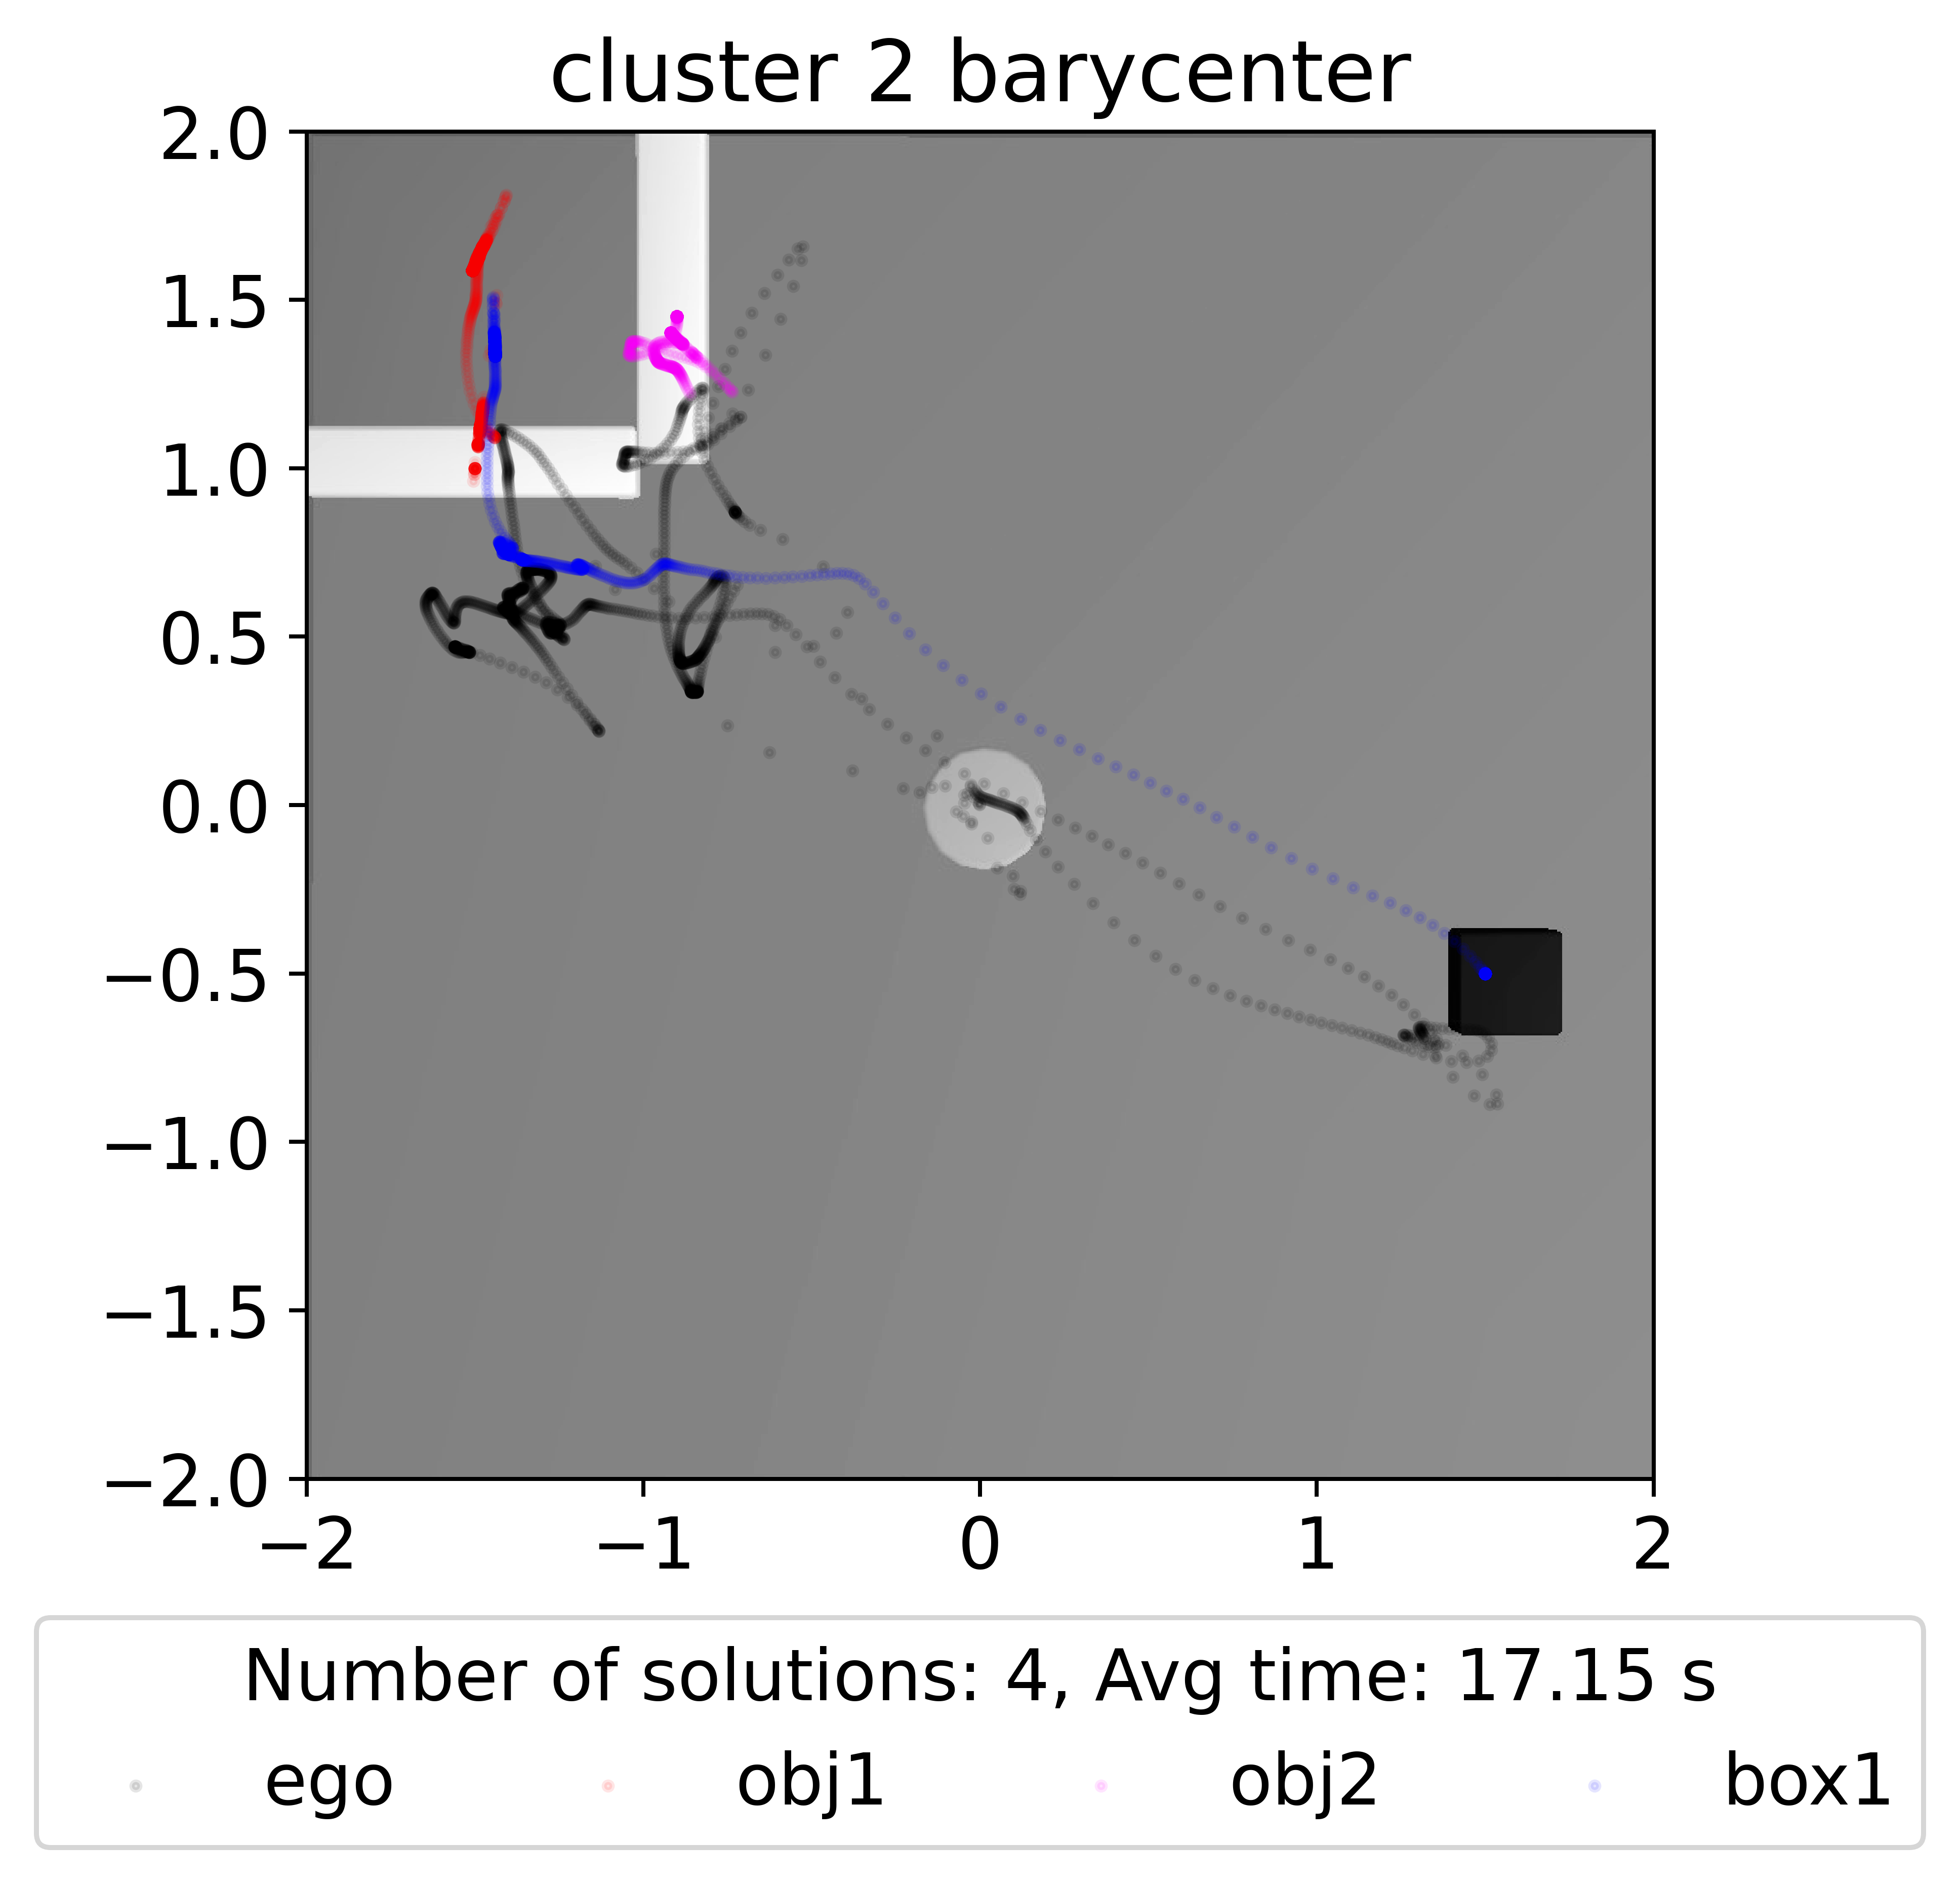 cluster 2 barycenter
2.0
1.5
1.0
0.5
0.0
−0.5
−1.0
−1.5
−2.0
−2 −1 0 1 2
Number of solutions: 4, Avg time: 17.15 s
ego obj1 obj2 box1